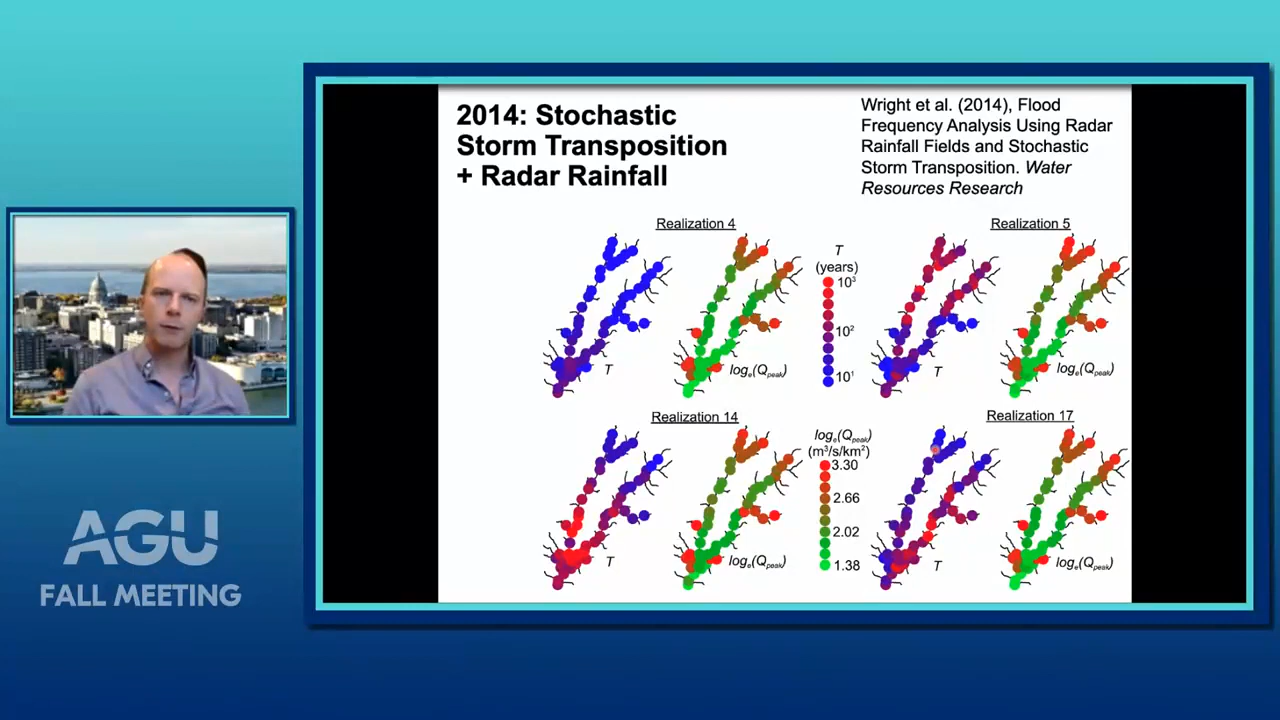 2014: Stochastic
Storm Transposition
+ Radar Rainfall
Wright et al. (2014), Flood
Frequency Analysis Using Radar
Rainfall Fields and Stochastic
Storm Transposition. Water
Resources Research
Realization 4
Realization 5
T
(years)
10³
10²
10¹
T
logₑ(Q_peak)
T
logₑ(Q_peak)
Realization 14
Realization 17
logₑ(Q_peak)
(m³/s/km²)
3.30
2.66
2.02
1.38
T
logₑ(Q_peak)
T
logₑ(Q_peak)
AGU
FALL MEETING